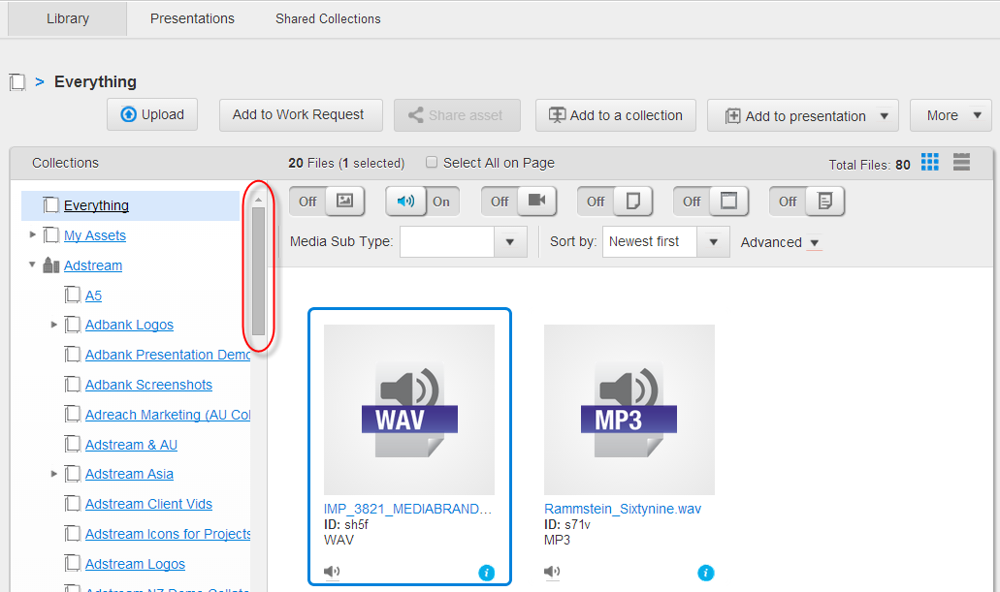 Library Presentations Shared Collections
> Everything
Upload Add to Work Request Share asset Add to a collection Add to presentation More
Collections 20 Files (1 selected) Select All on Page Total Files: 80
Everything
My Assets
Adstream
A5
Adbank Logos
Adbank Presentation Demo
Adbank Screenshots
Adreach Marketing (AU Col
Adstream & AU
Adstream Asia
Adstream Client Vids
Adstream Icons for Projects
Adstream Logos
Off On Off Off Off Off
Media Sub Type: Sort by: Newest first Advanced
WAV
IMP_3821_MEDIABRAND...
ID: sh5f
WAV
MP3
Rammstein_Sixtynine.wav
ID: s71v
MP3